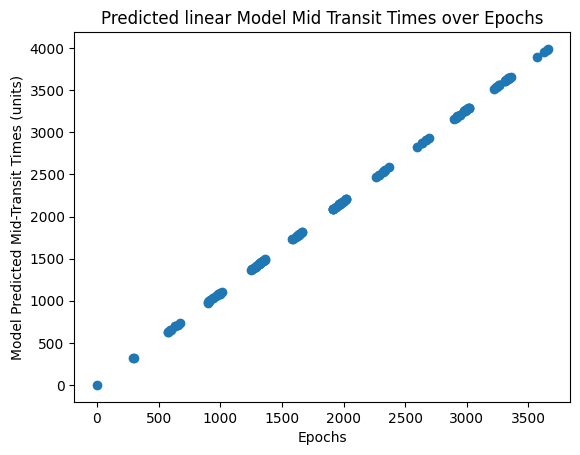 Predicted linear Model Mid Transit Times over Epochs
Model Predicted Mid-Transit Times (units)
4000
3500
3000
2500
2000
1500
1000
500
0
0 500 1000 1500 2000 2500 3000 3500
Epochs